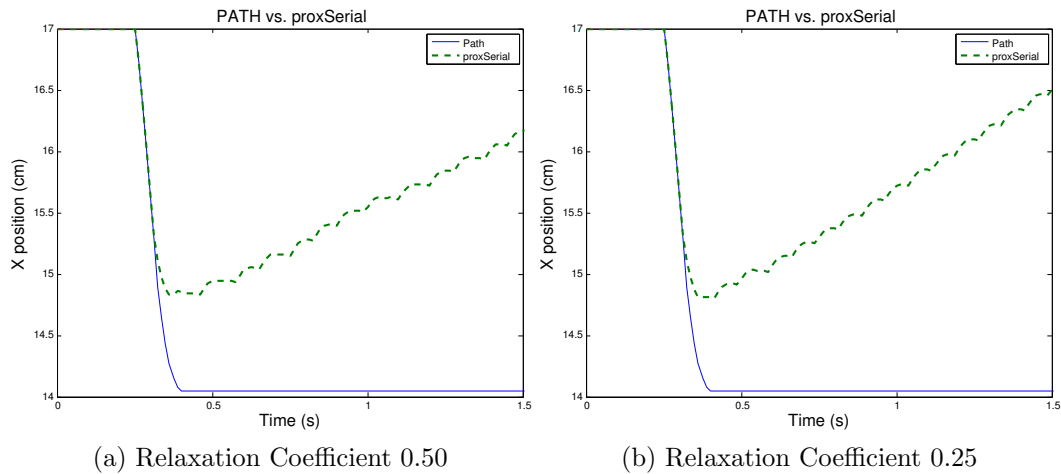 PATH vs. proxSerial
17
16.5
16
15.5
15
14.5
14
0
0.5
1
1.5
X position (cm)
Time (s)
Path
proxSerial
(a) Relaxation Coefficient 0.50
PATH vs. proxSerial
17
16.5
16
15.5
15
14.5
14
0
0.5
1
1.5
X position (cm)
Time (s)
Path
proxSerial
(b) Relaxation Coefficient 0.25